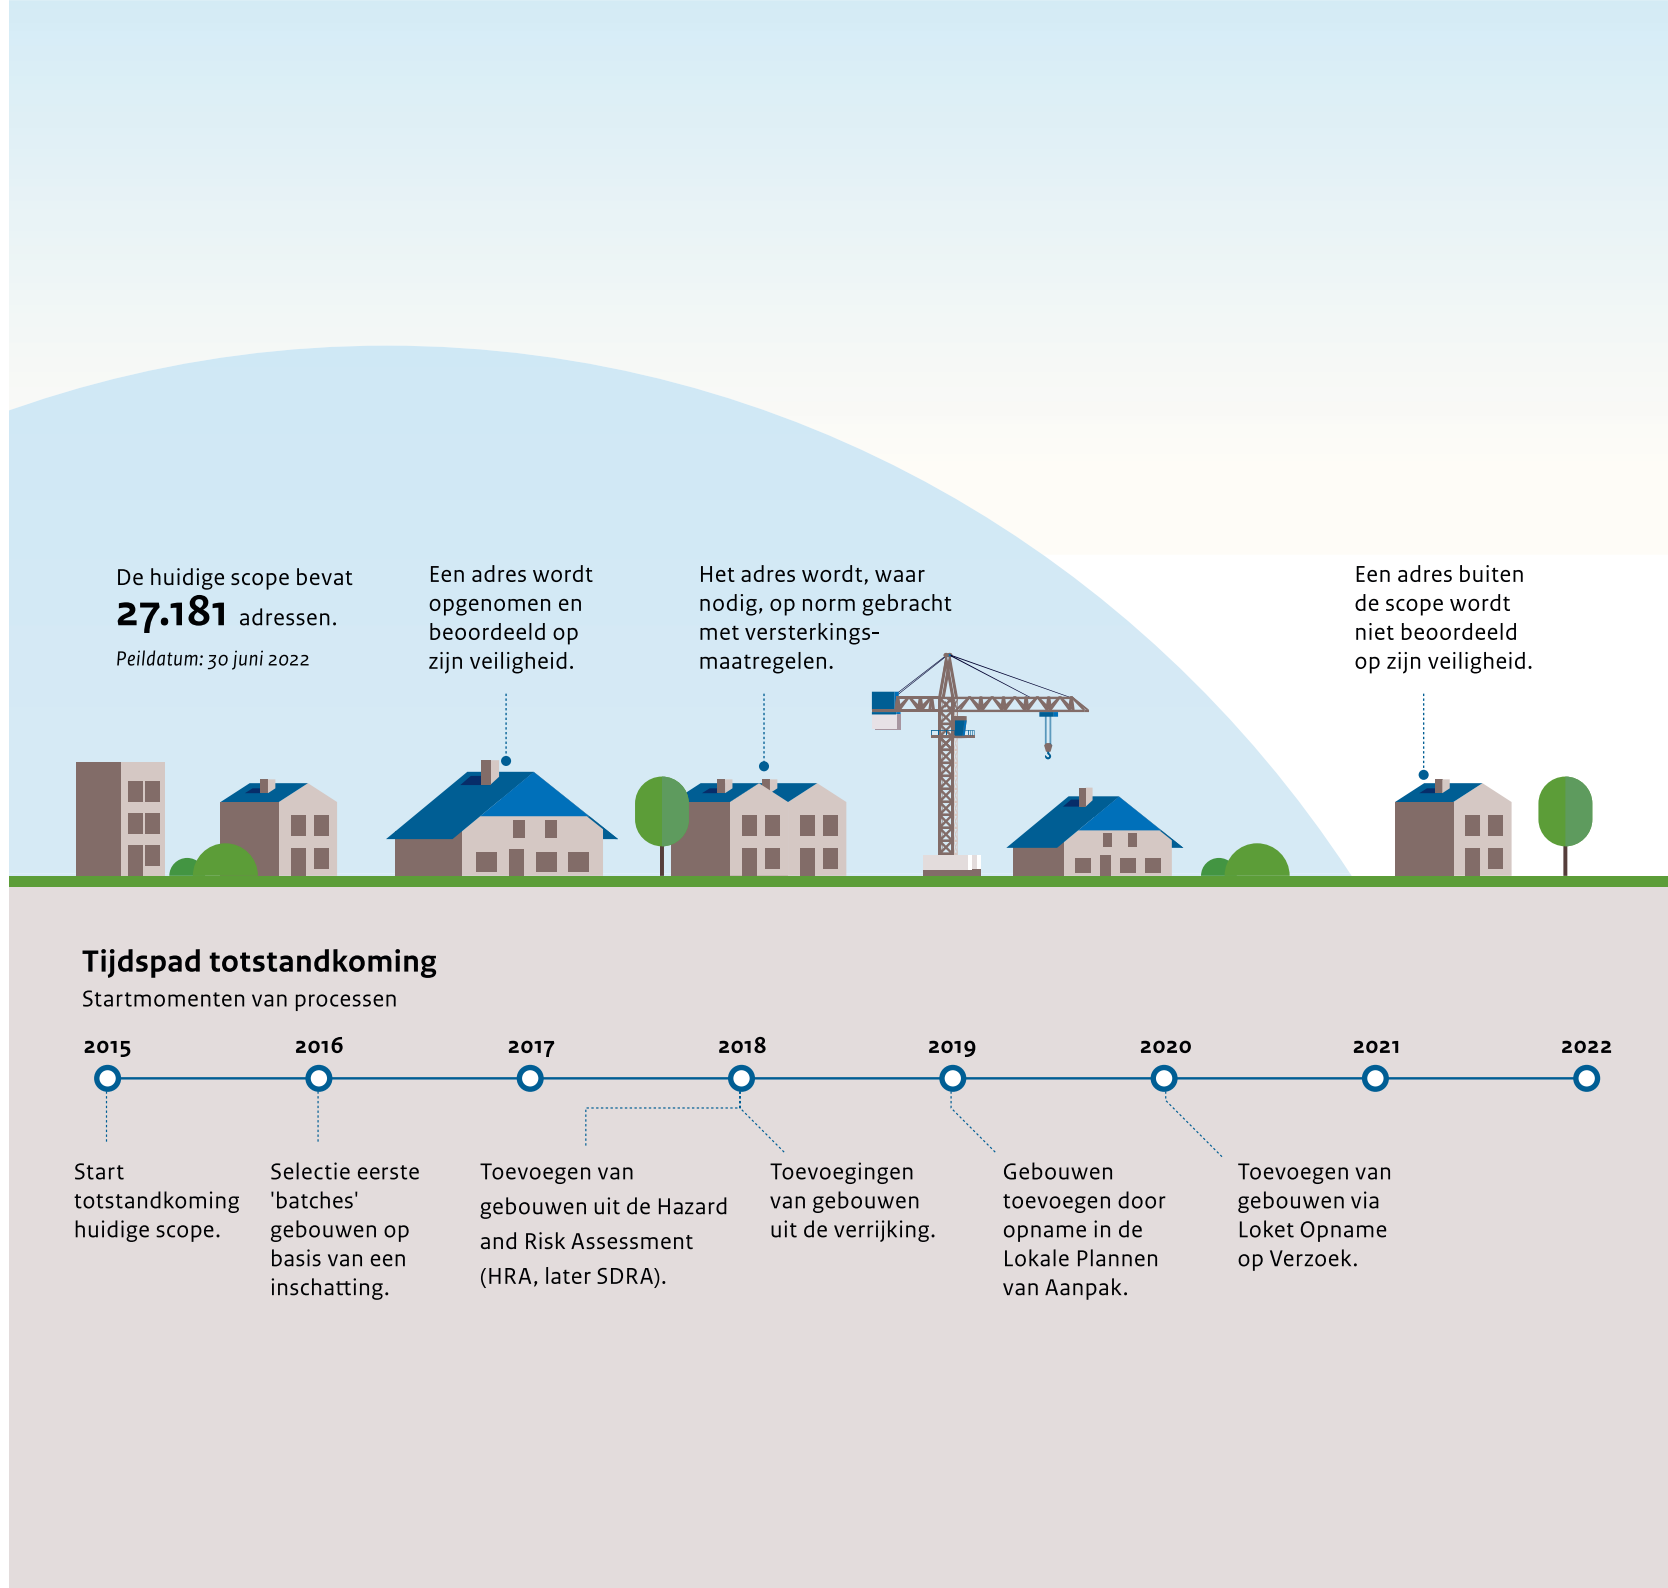 De huidige scope bevat
27.181 adressen.
Peildatum: 30 juni 2022
Een adres wordt
opgenomen en
beoordeeld op
zijn veiligheid.
Het adres wordt, waar
nodig, op norm gebracht
met versterkings-
maatregelen.
Een adres buiten
de scope wordt
niet beoordeeld
op zijn veiligheid.
Tijdspad totstandkoming
Startmomenten van processen
2015 2016 2017 2018 2019 2020 2021 2022
Start
totstandkoming
huidige scope.
Selectie eerste
'batches'
gebouwen op
basis van een
inschatting.
Toevoegen van
gebouwen uit de Hazard
and Risk Assessment
(HRA, later SDRA).
Toevoegingen
van gebouwen
uit de verrijking.
Gebouwen
toevoegen door
opname in de
Lokale Plannen
van Aanpak.
Toevoegen van
gebouwen via
Loket Opname
op Verzoek.